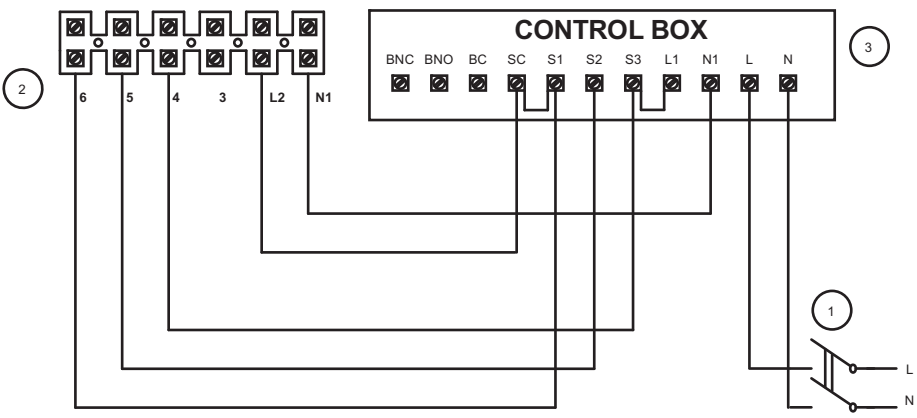 CONTROL BOX
BNC BNO BC SC S1 S2 S3 L1 N1 L N
3
2
6 5 4 3 L2 N1
1
L
N